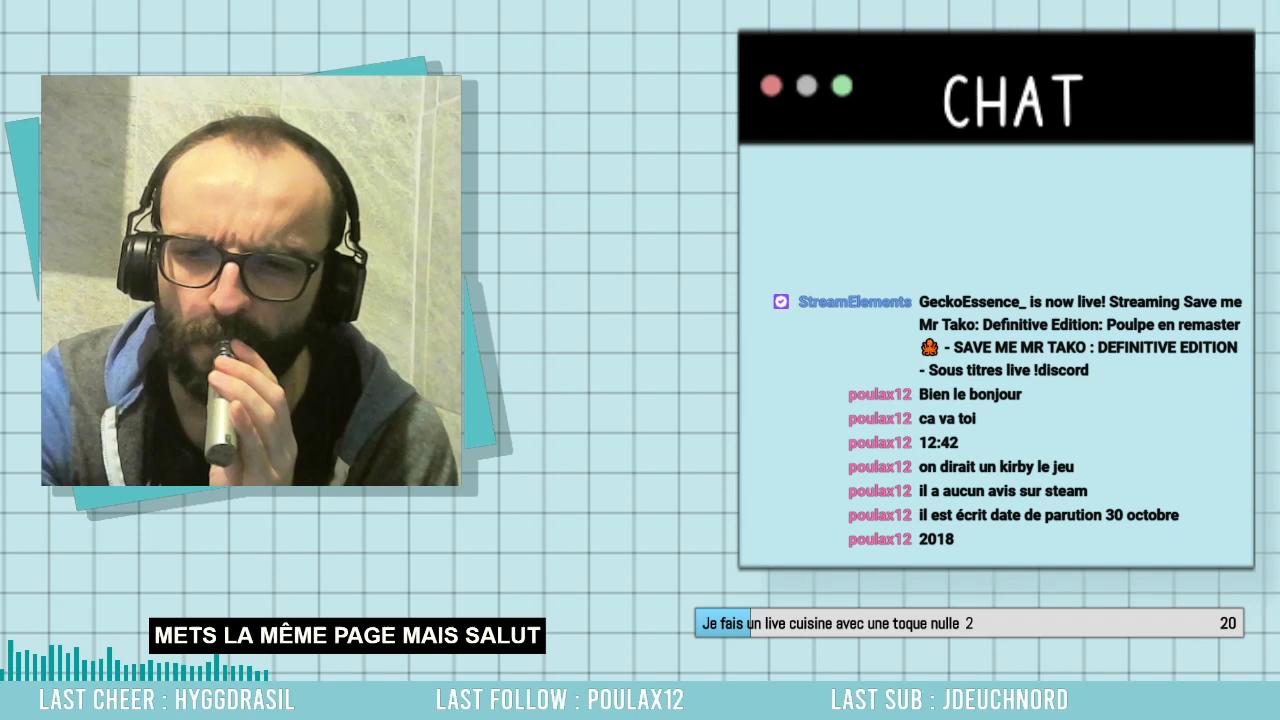 CHAT
StreamElements GeckoEssence_ is now live! Streaming Save me
Mr Tako: Definitive Edition: Poulpe en remaster
🐙 - SAVE ME MR TAKO : DEFINITIVE EDITION
- Sous titres live !discord
poulax12 Bien le bonjour
poulax12 ca va toi
poulax12 12:42
poulax12 on dirait un kirby le jeu
poulax12 il a aucun avis sur steam
poulax12 il est écrit date de parution 30 octobre
poulax12 2018
Je fais un live cuisine avec une toque nulle 2 20
METS LA MÊME PAGE MAIS SALUT
LAST CHEER : HYGGDRASIL LAST FOLLOW : POULAX12 LAST SUB : JDEUCHNORD